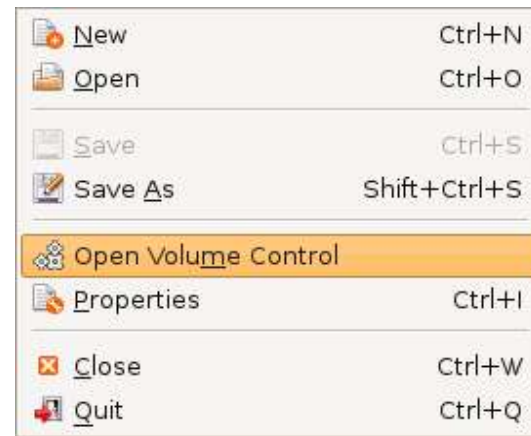 New Ctrl+N
Open Ctrl+O
Save Ctrl+S
Save As Shift+Ctrl+S
Open Volume Control
Properties Ctrl+I
Close Ctrl+W
Quit Ctrl+Q